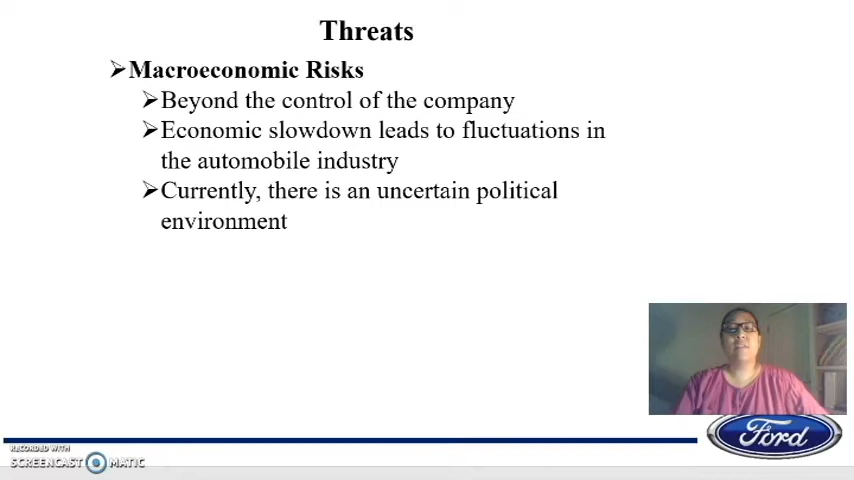 Threats
➢Macroeconomic Risks
➢Beyond the control of the company
➢Economic slowdown leads to fluctuations in
the automobile industry
➢Currently, there is an uncertain political
environment
Ford
RECORDED WITH
SCREENCAST MATIC